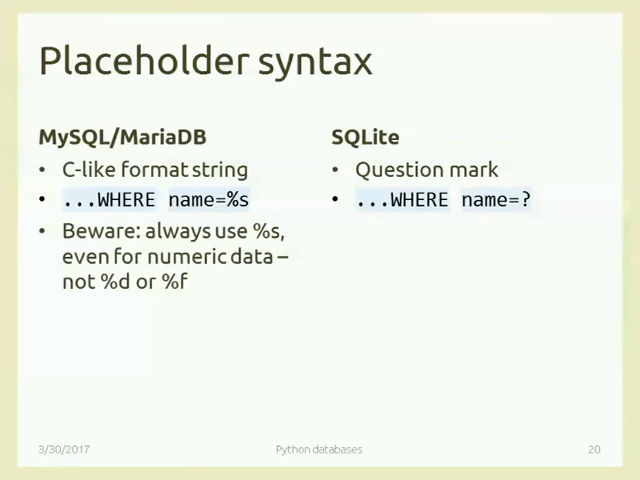 Placeholder syntax
MySQL/MariaDB
• C-like format string
• ...WHERE name=%s
• Beware: always use %s,
even for numeric data –
not %d or %f
SQLite
• Question mark
• ...WHERE name=?
3/30/2017
Python databases
20